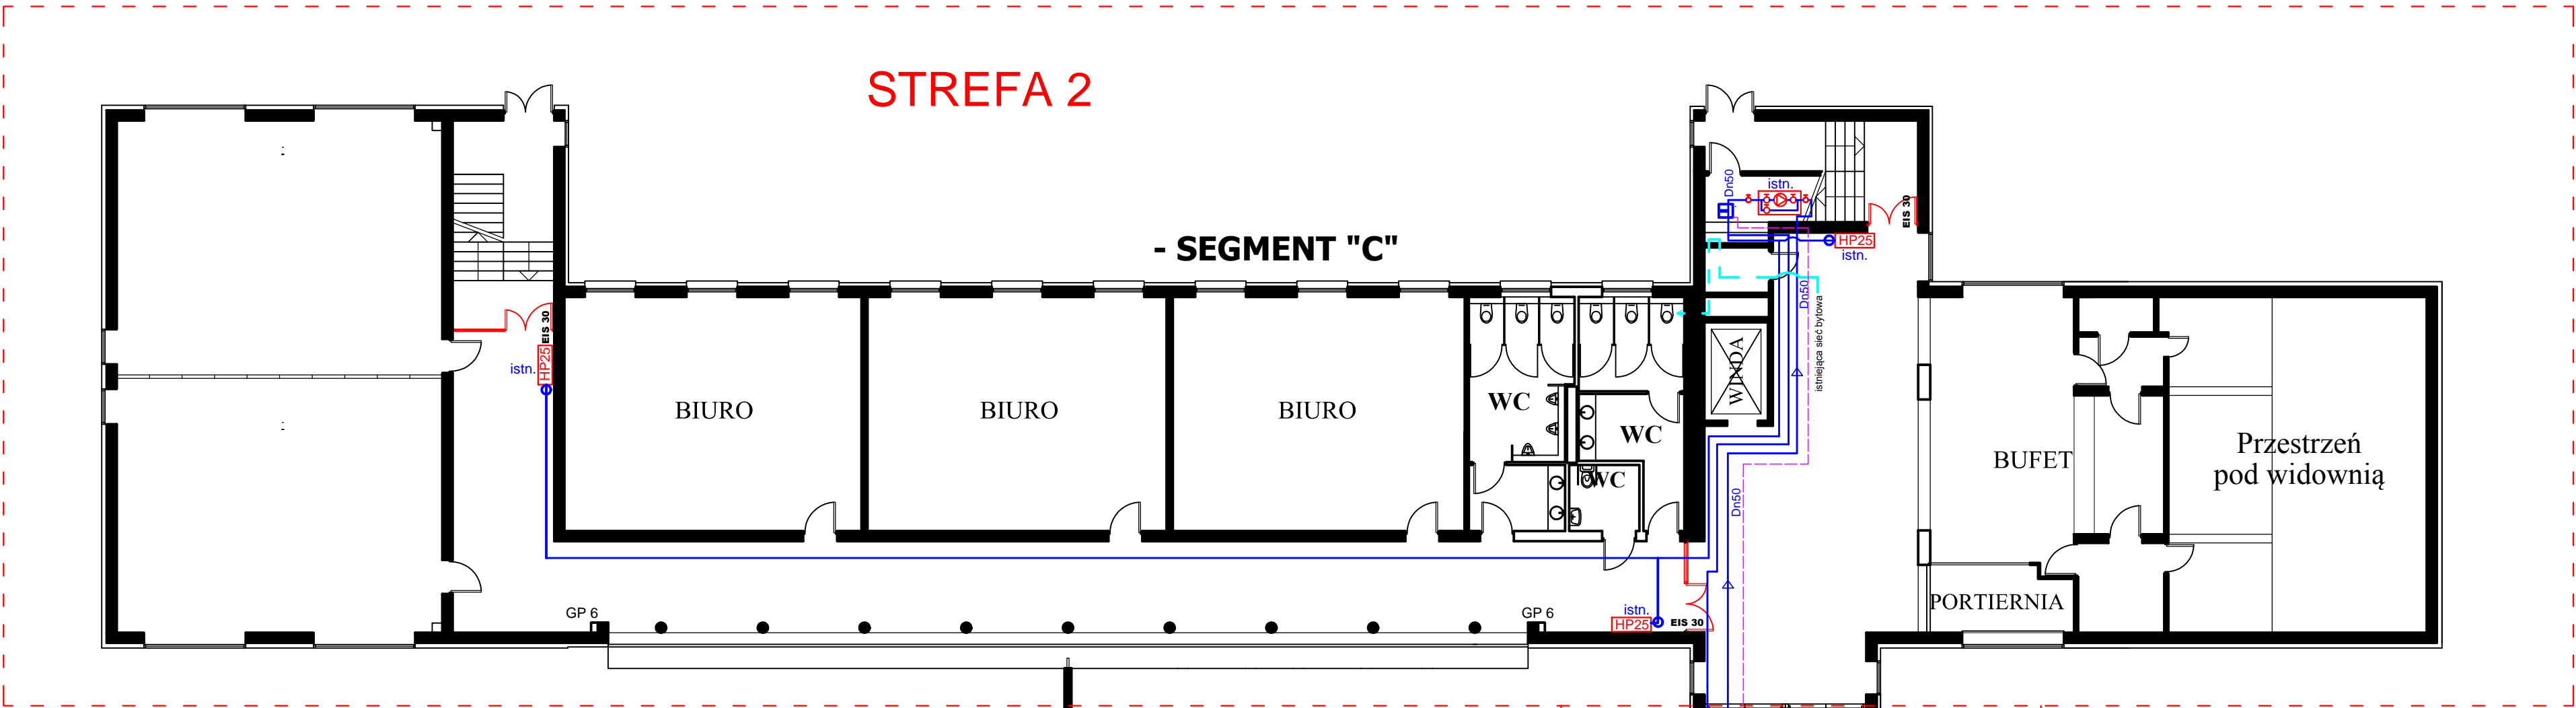 STREFA 2
- SEGMENT "C"
Dn50
istn.
EIS 30
HP25
istn.
EIS 30
HP25
istn.
Dn50
istniejąca sieć bytowa
WINDA
BIURO
BIURO
BIURO
WC
WC
WC
BUFET
Przestrzeń
pod widownią
Dn50
PORTIERNIA
GP 6
GP 6
istn.
HP25
EIS 30